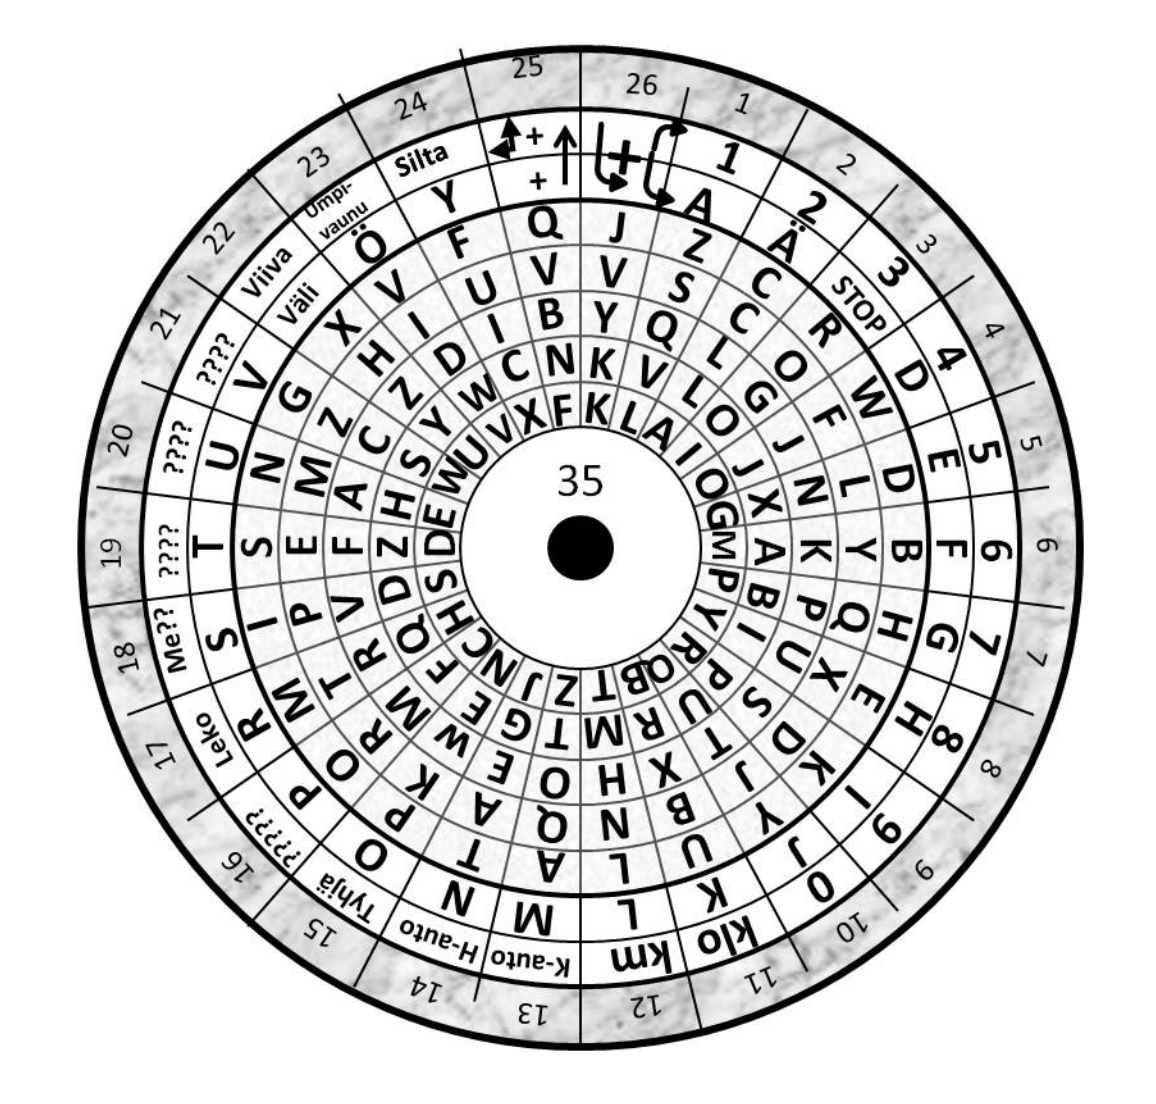 1 2 3 4 5 6 7 8 9 10 11 12 13 14 15 16 17 18 19 20 21 22 23 24 25 26
1 2 3 4 5 6 7 8 9 0 klo km K-auto H-auto Tyhjä ????? Leko Me?? ???? ???? ???? Viiva Umpi-
vaunu Silta + +
A Ä STOP D E F G H I J K L M N O P R S T U V Väli Ö Y +
Z C R W D B H E K Y U L A T P O M I S N G X V F Q J
S C O F L Y Q X D J B N Q A K R T P E M Z H I U V V
Q L G J N K P U S T X H O E W M R V F A C Z D I B Y
V L O J X A B I P U R M T G E F Q D Z H S Y W C N K
L A I O G M P Y R Q B T Z J N C H S D E W U V X F K
35